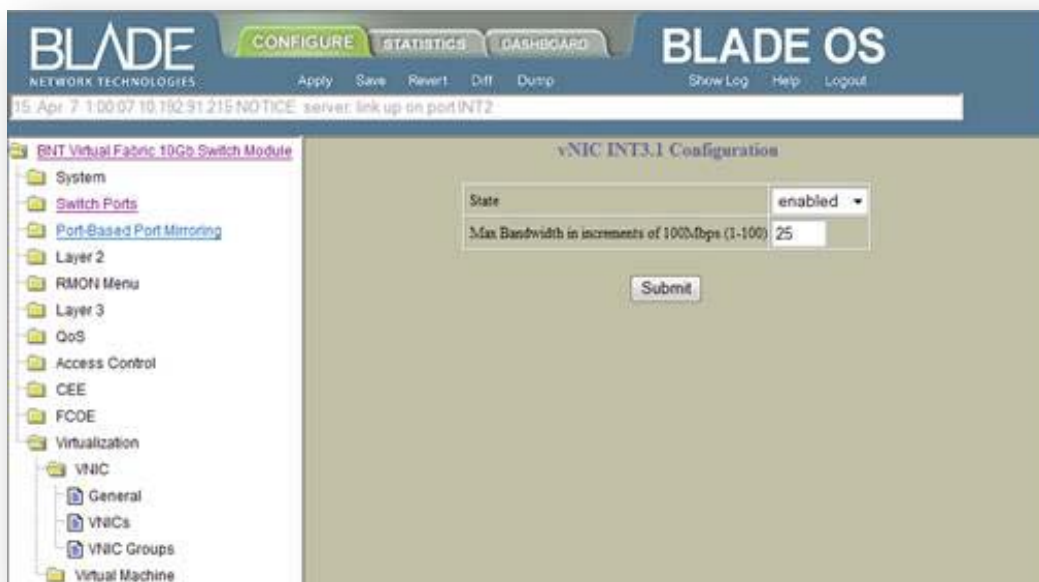 BLADE
NETWORK TECHNOLOGIES
CONFIGURE STATISTICS DASHBOARD
BLADE OS
Apply Save Revert Diff Dump
Show Log Help Logout
15. Apr 7 1:00:07 10.192.91.215 NOTICE server: link up on port INT2
BNT Virtual Fabric 10Gb Switch Module
System
Switch Ports
Port-Based Port Mirroring
Layer 2
RMON Menu
Layer 3
QoS
Access Control
CEE
FCOE
Virtualization
VNIC
General
VNICs
VNIC Groups
Virtual Machine
vNIC INT3.1 Configuration
State enabled
Max Bandwidth in increments of 100Mbps (1-100) 25
Submit